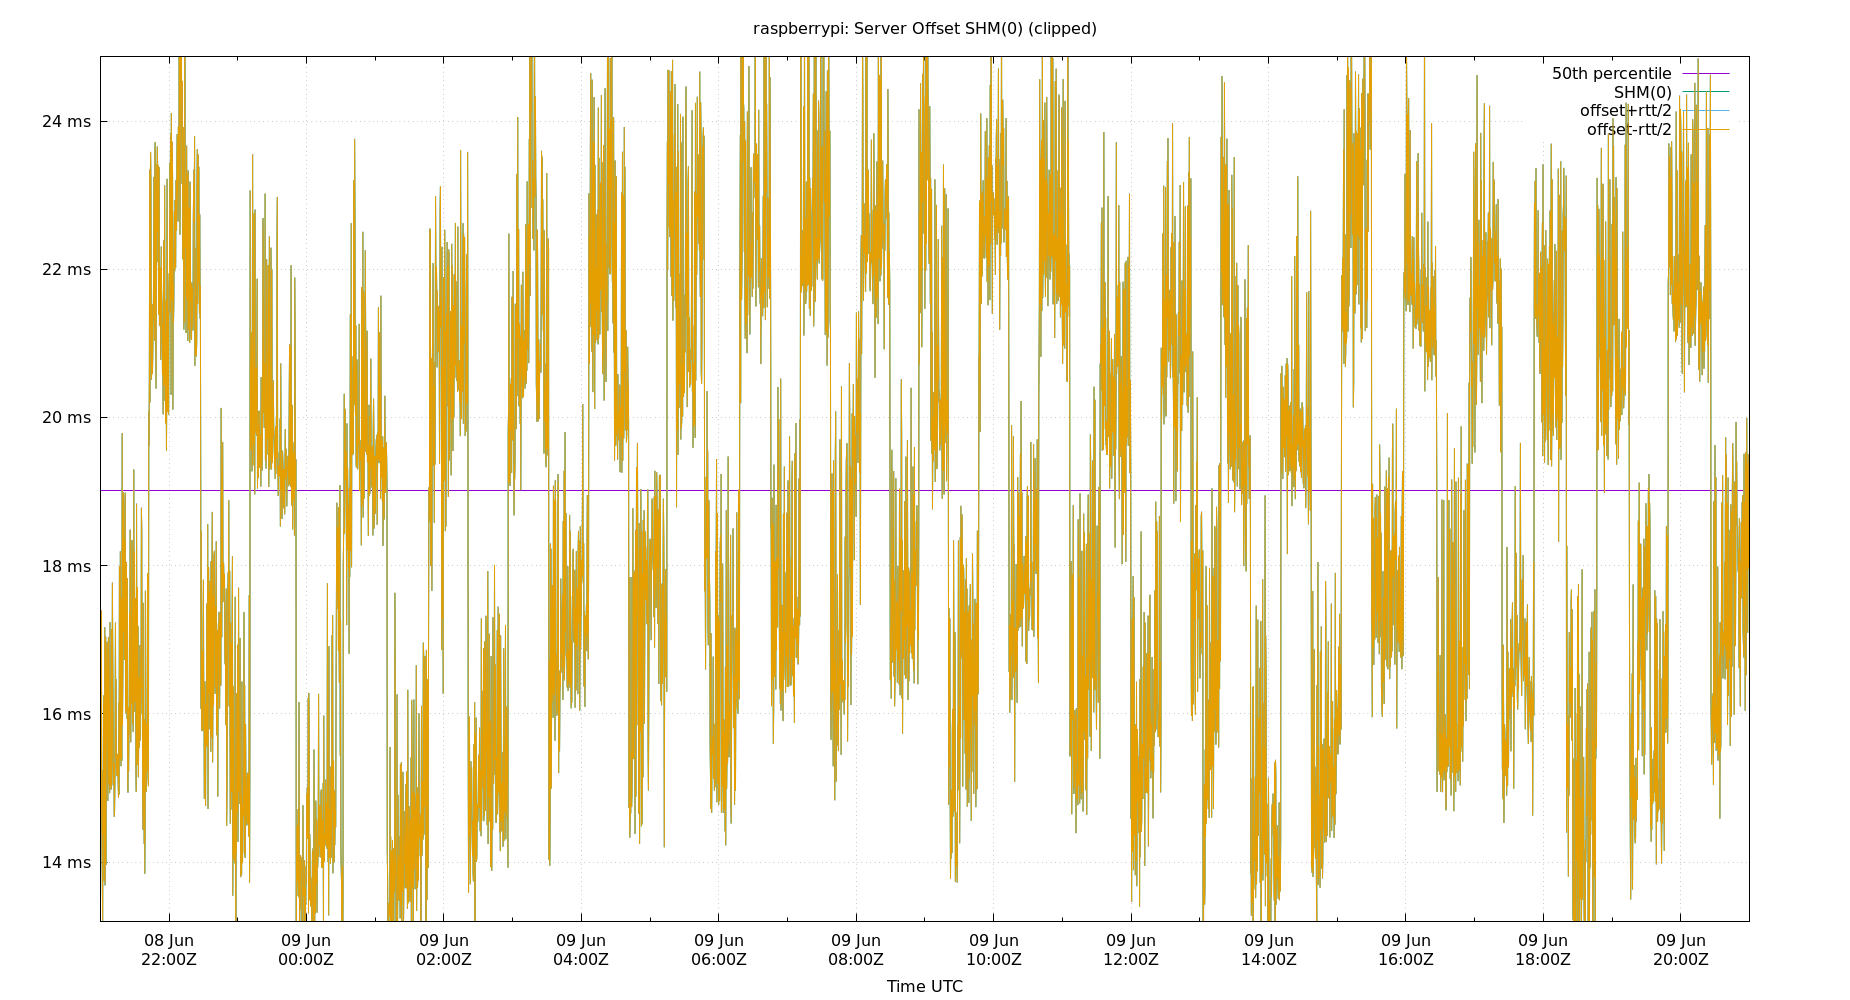 raspberrypi: Server Offset SHM(0) (clipped)
50th percentile
SHM(0)
offset+rtt/2
offset-rtt/2
24 ms
22 ms
20 ms
18 ms
16 ms
14 ms
08 Jun 09 Jun 09 Jun 09 Jun 09 Jun 09 Jun 09 Jun 09 Jun 09 Jun 09 Jun 09 Jun 09 Jun
22:00Z 00:00Z 02:00Z 04:00Z 06:00Z 08:00Z 10:00Z 12:00Z 14:00Z 16:00Z 18:00Z 20:00Z
Time UTC